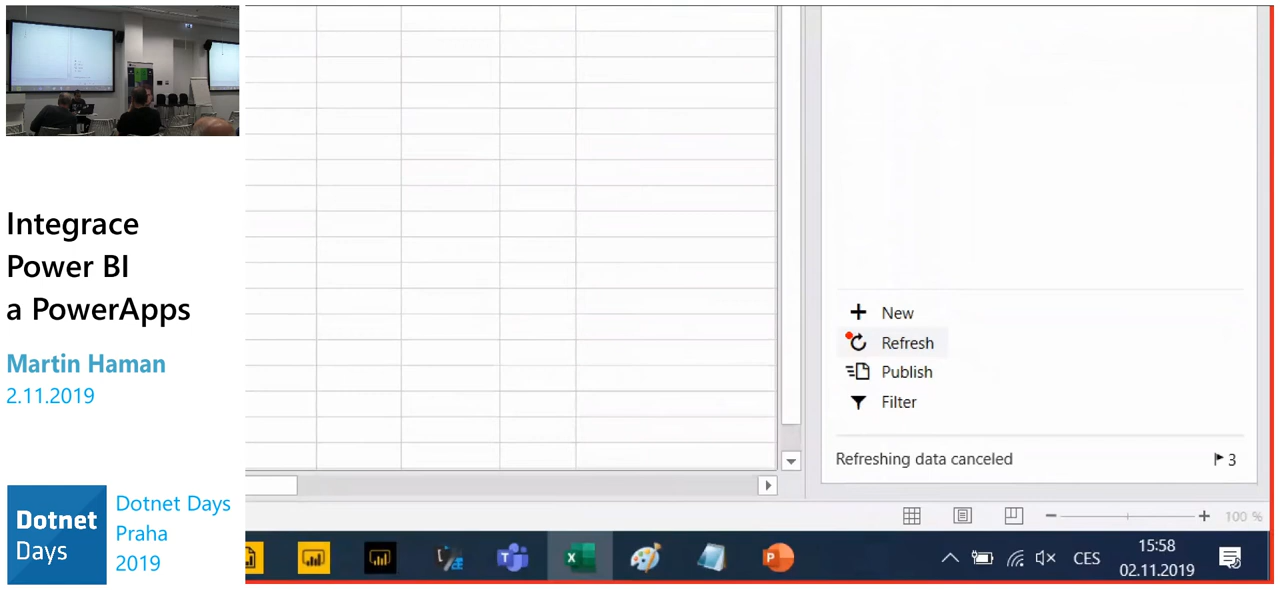 Integrace
Power BI
a PowerApps
Martin Haman
2.11.2019
Dotnet
Days
Dotnet Days
Praha
2019
New
Refresh
Publish
Filter
Refreshing data canceled
3
100 %
CES
15:58
02.11.2019